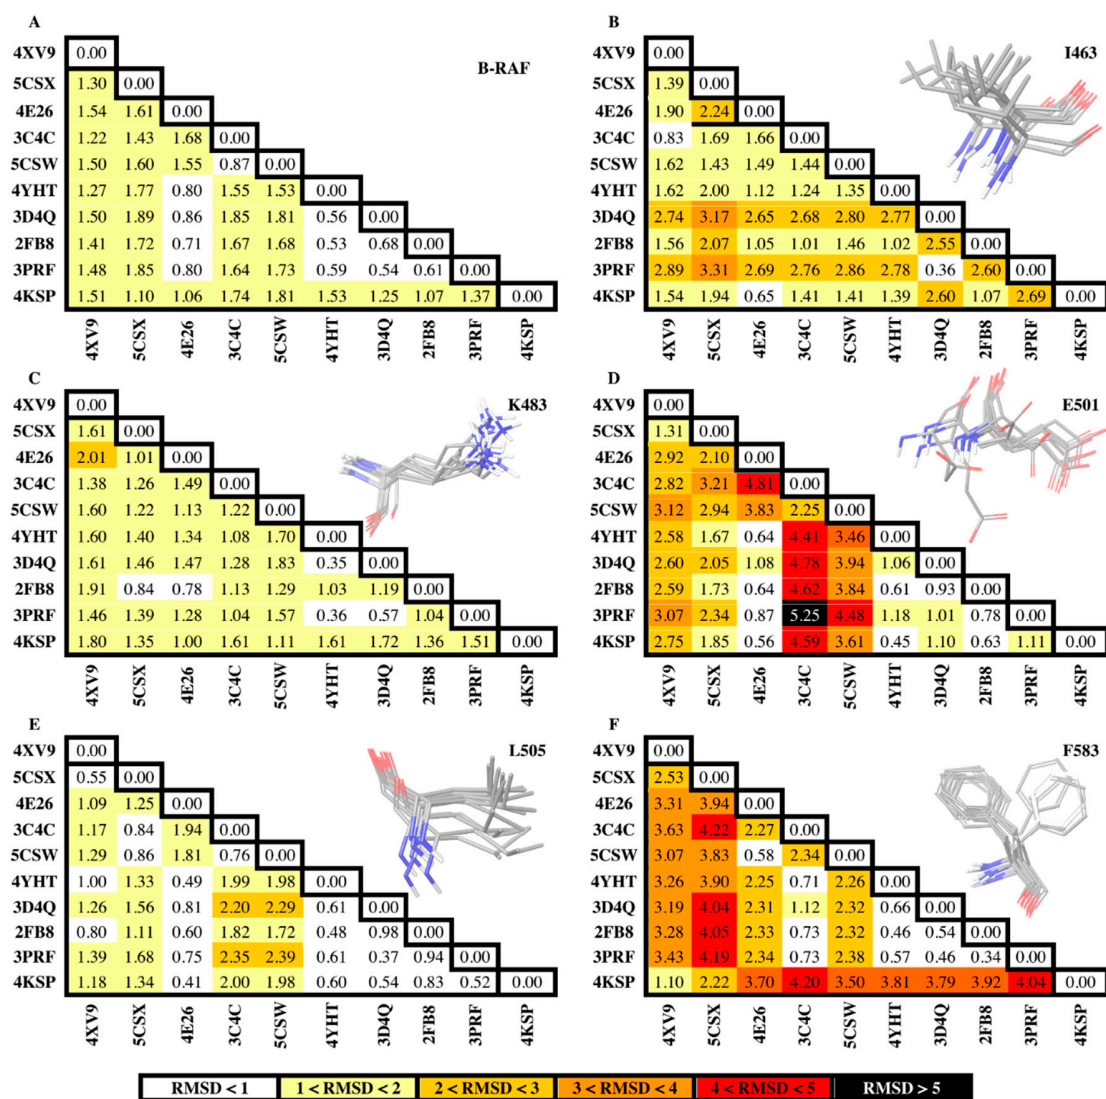 A
B-RAF
4XV9 0.00
5CSX 1.30 0.00
4E26 1.54 1.61 0.00
3C4C 1.22 1.43 1.68 0.00
5CSW 1.50 1.60 1.55 0.87 0.00
4YHT 1.27 1.77 0.80 1.55 1.53 0.00
3D4Q 1.50 1.89 0.86 1.85 1.81 0.56 0.00
2FB8 1.41 1.72 0.71 1.67 1.68 0.53 0.68 0.00
3PRF 1.48 1.85 0.80 1.64 1.73 0.59 0.54 0.61 0.00
4KSP 1.51 1.10 1.06 1.74 1.81 1.53 1.25 1.07 1.37 0.00
4XV9 5CSX 4E26 3C4C 5CSW 4YHT 3D4Q 2FB8 3PRF 4KSP
B
I463
4XV9 0.00
5CSX 1.39 0.00
4E26 1.90 2.24 0.00
3C4C 0.83 1.69 1.66 0.00
5CSW 1.62 1.43 1.49 1.44 0.00
4YHT 1.62 2.00 1.12 1.24 1.35 0.00
3D4Q 2.74 3.17 2.65 2.68 2.80 2.77 0.00
2FB8 1.56 2.07 1.05 1.01 1.46 1.02 2.55 0.00
3PRF 2.89 3.31 2.69 2.76 2.86 2.78 0.36 2.60 0.00
4KSP 1.54 1.94 0.65 1.41 1.41 1.39 2.60 1.07 2.69 0.00
4XV9 5CSX 4E26 3C4C 5CSW 4YHT 3D4Q 2FB8 3PRF 4KSP
C
K483
4XV9 0.00
5CSX 1.61 0.00
4E26 2.01 1.01 0.00
3C4C 1.38 1.26 1.49 0.00
5CSW 1.60 1.22 1.13 1.22 0.00
4YHT 1.60 1.40 1.34 1.08 1.70 0.00
3D4Q 1.61 1.46 1.47 1.28 1.83 0.35 0.00
2FB8 1.91 0.84 0.78 1.13 1.29 1.03 1.19 0.00
3PRF 1.46 1.39 1.28 1.04 1.57 0.36 0.57 1.04 0.00
4KSP 1.80 1.35 1.00 1.61 1.11 1.61 1.72 1.36 1.51 0.00
4XV9 5CSX 4E26 3C4C 5CSW 4YHT 3D4Q 2FB8 3PRF 4KSP
D
E501
4XV9 0.00
5CSX 1.31 0.00
4E26 2.92 2.10 0.00
3C4C 2.82 3.21 4.81 0.00
5CSW 3.12 2.94 3.83 2.25 0.00
4YHT 2.58 1.67 0.64 4.41 3.46 0.00
3D4Q 2.60 2.05 1.08 4.78 3.94 1.06 0.00
2FB8 2.59 1.73 0.64 4.62 3.84 0.61 0.93 0.00
3PRF 3.07 2.34 0.87 5.25 4.48 1.18 1.01 0.78 0.00
4KSP 2.75 1.85 0.56 4.59 3.61 0.45 1.10 0.63 1.11 0.00
4XV9 5CSX 4E26 3C4C 5CSW 4YHT 3D4Q 2FB8 3PRF 4KSP
E
L505
4XV9 0.00
5CSX 0.55 0.00
4E26 1.09 1.25 0.00
3C4C 1.17 0.84 1.94 0.00
5CSW 1.29 0.86 1.81 0.76 0.00
4YHT 1.00 1.33 0.49 1.99 1.98 0.00
3D4Q 1.26 1.56 0.81 2.20 2.29 0.61 0.00
2FB8 0.80 1.11 0.60 1.82 1.72 0.48 0.98 0.00
3PRF 1.39 1.68 0.75 2.35 2.39 0.61 0.37 0.94 0.00
4KSP 1.18 1.34 0.41 2.00 1.98 0.60 0.54 0.83 0.52 0.00
4XV9 5CSX 4E26 3C4C 5CSW 4YHT 3D4Q 2FB8 3PRF 4KSP
F
F583
4XV9 0.00
5CSX 2.53 0.00
4E26 3.31 3.94 0.00
3C4C 3.63 4.22 2.27 0.00
5CSW 3.07 3.83 0.58 2.34 0.00
4YHT 3.26 3.90 2.25 0.71 2.26 0.00
3D4Q 3.19 4.04 2.31 1.12 2.32 0.66 0.00
2FB8 3.28 4.05 2.33 0.73 2.32 0.46 0.54 0.00
3PRF 3.43 4.19 2.34 0.73 2.38 0.57 0.46 0.34 0.00
4KSP 1.10 2.22 3.70 4.20 3.50 3.81 3.79 3.92 4.04 0.00
4XV9 5CSX 4E26 3C4C 5CSW 4YHT 3D4Q 2FB8 3PRF 4KSP
RMSD < 1 1 < RMSD < 2 2 < RMSD < 3 3 < RMSD < 4 4 < RMSD < 5 RMSD > 5